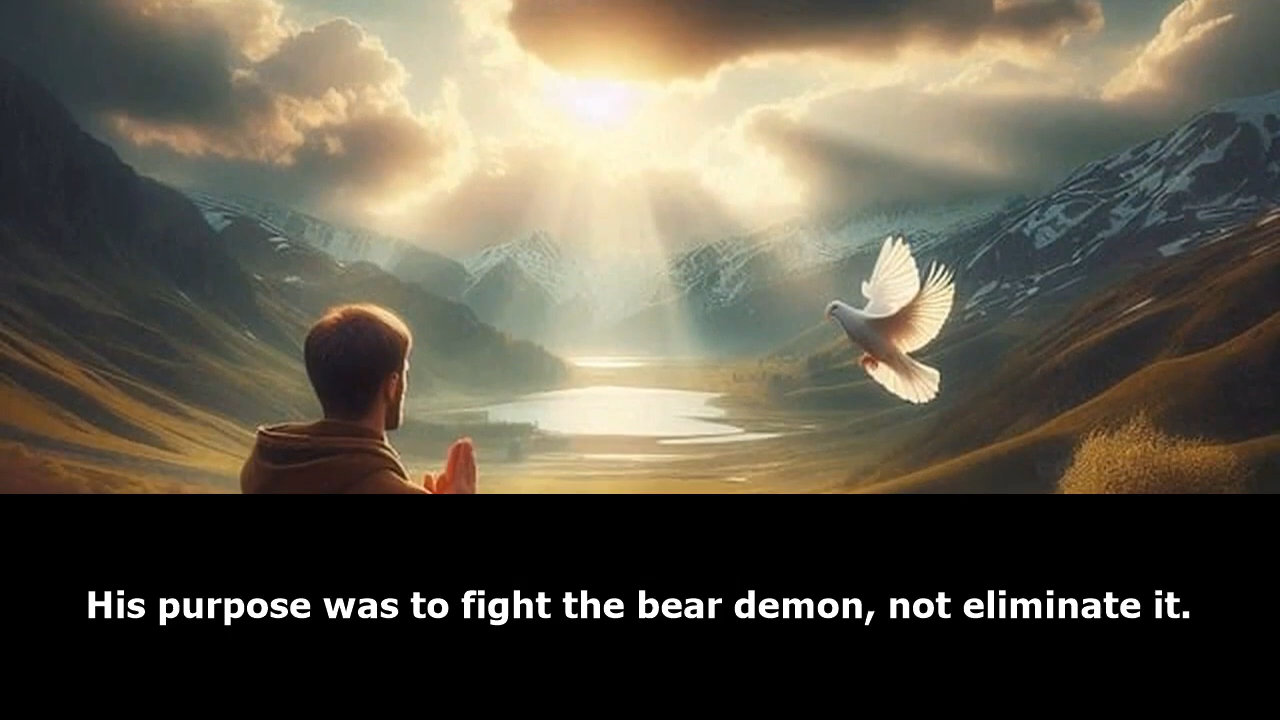 His purpose was to fight the bear demon, not eliminate it.